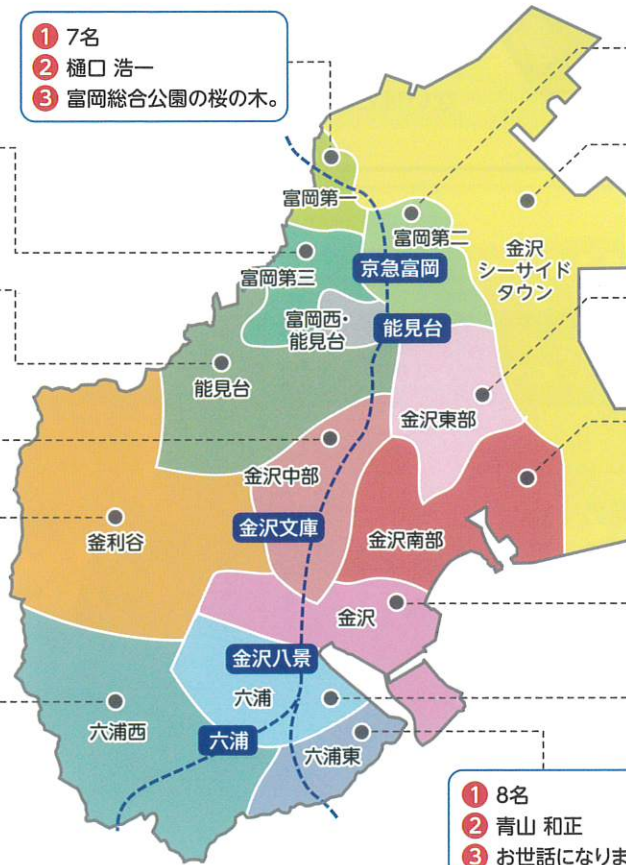 1 7名
2 樋口 浩一
3 富岡総合公園の桜の木。
富岡第一
富岡第二
金沢
シーサイド
タウン
富岡第三
京急富岡
富岡西・
能見台
能見台
能見台
金沢東部
金沢中部
金沢文庫
金沢南部
釜利谷
金沢
金沢八景
六浦
六浦西
六浦
六浦東
1 8名
2 青山 和正
3 お世話になりま